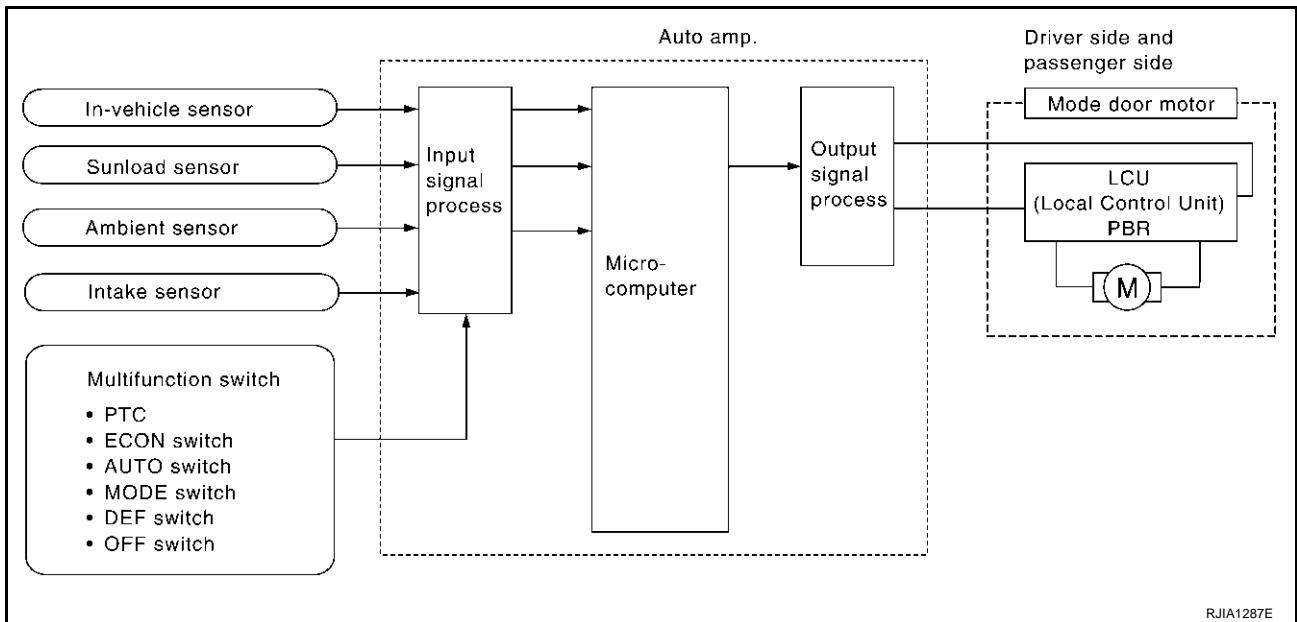 Auto amp.
Driver side and
passenger side
Mode door motor
In-vehicle sensor
Sunload sensor
Ambient sensor
Intake sensor
Input
signal
process
Micro-
computer
Output
signal
process
LCU
(Local Control Unit)
PBR
M
Multifunction switch
• PTC
• ECON switch
• AUTO switch
• MODE switch
• DEF switch
• OFF switch
RJIA1287E